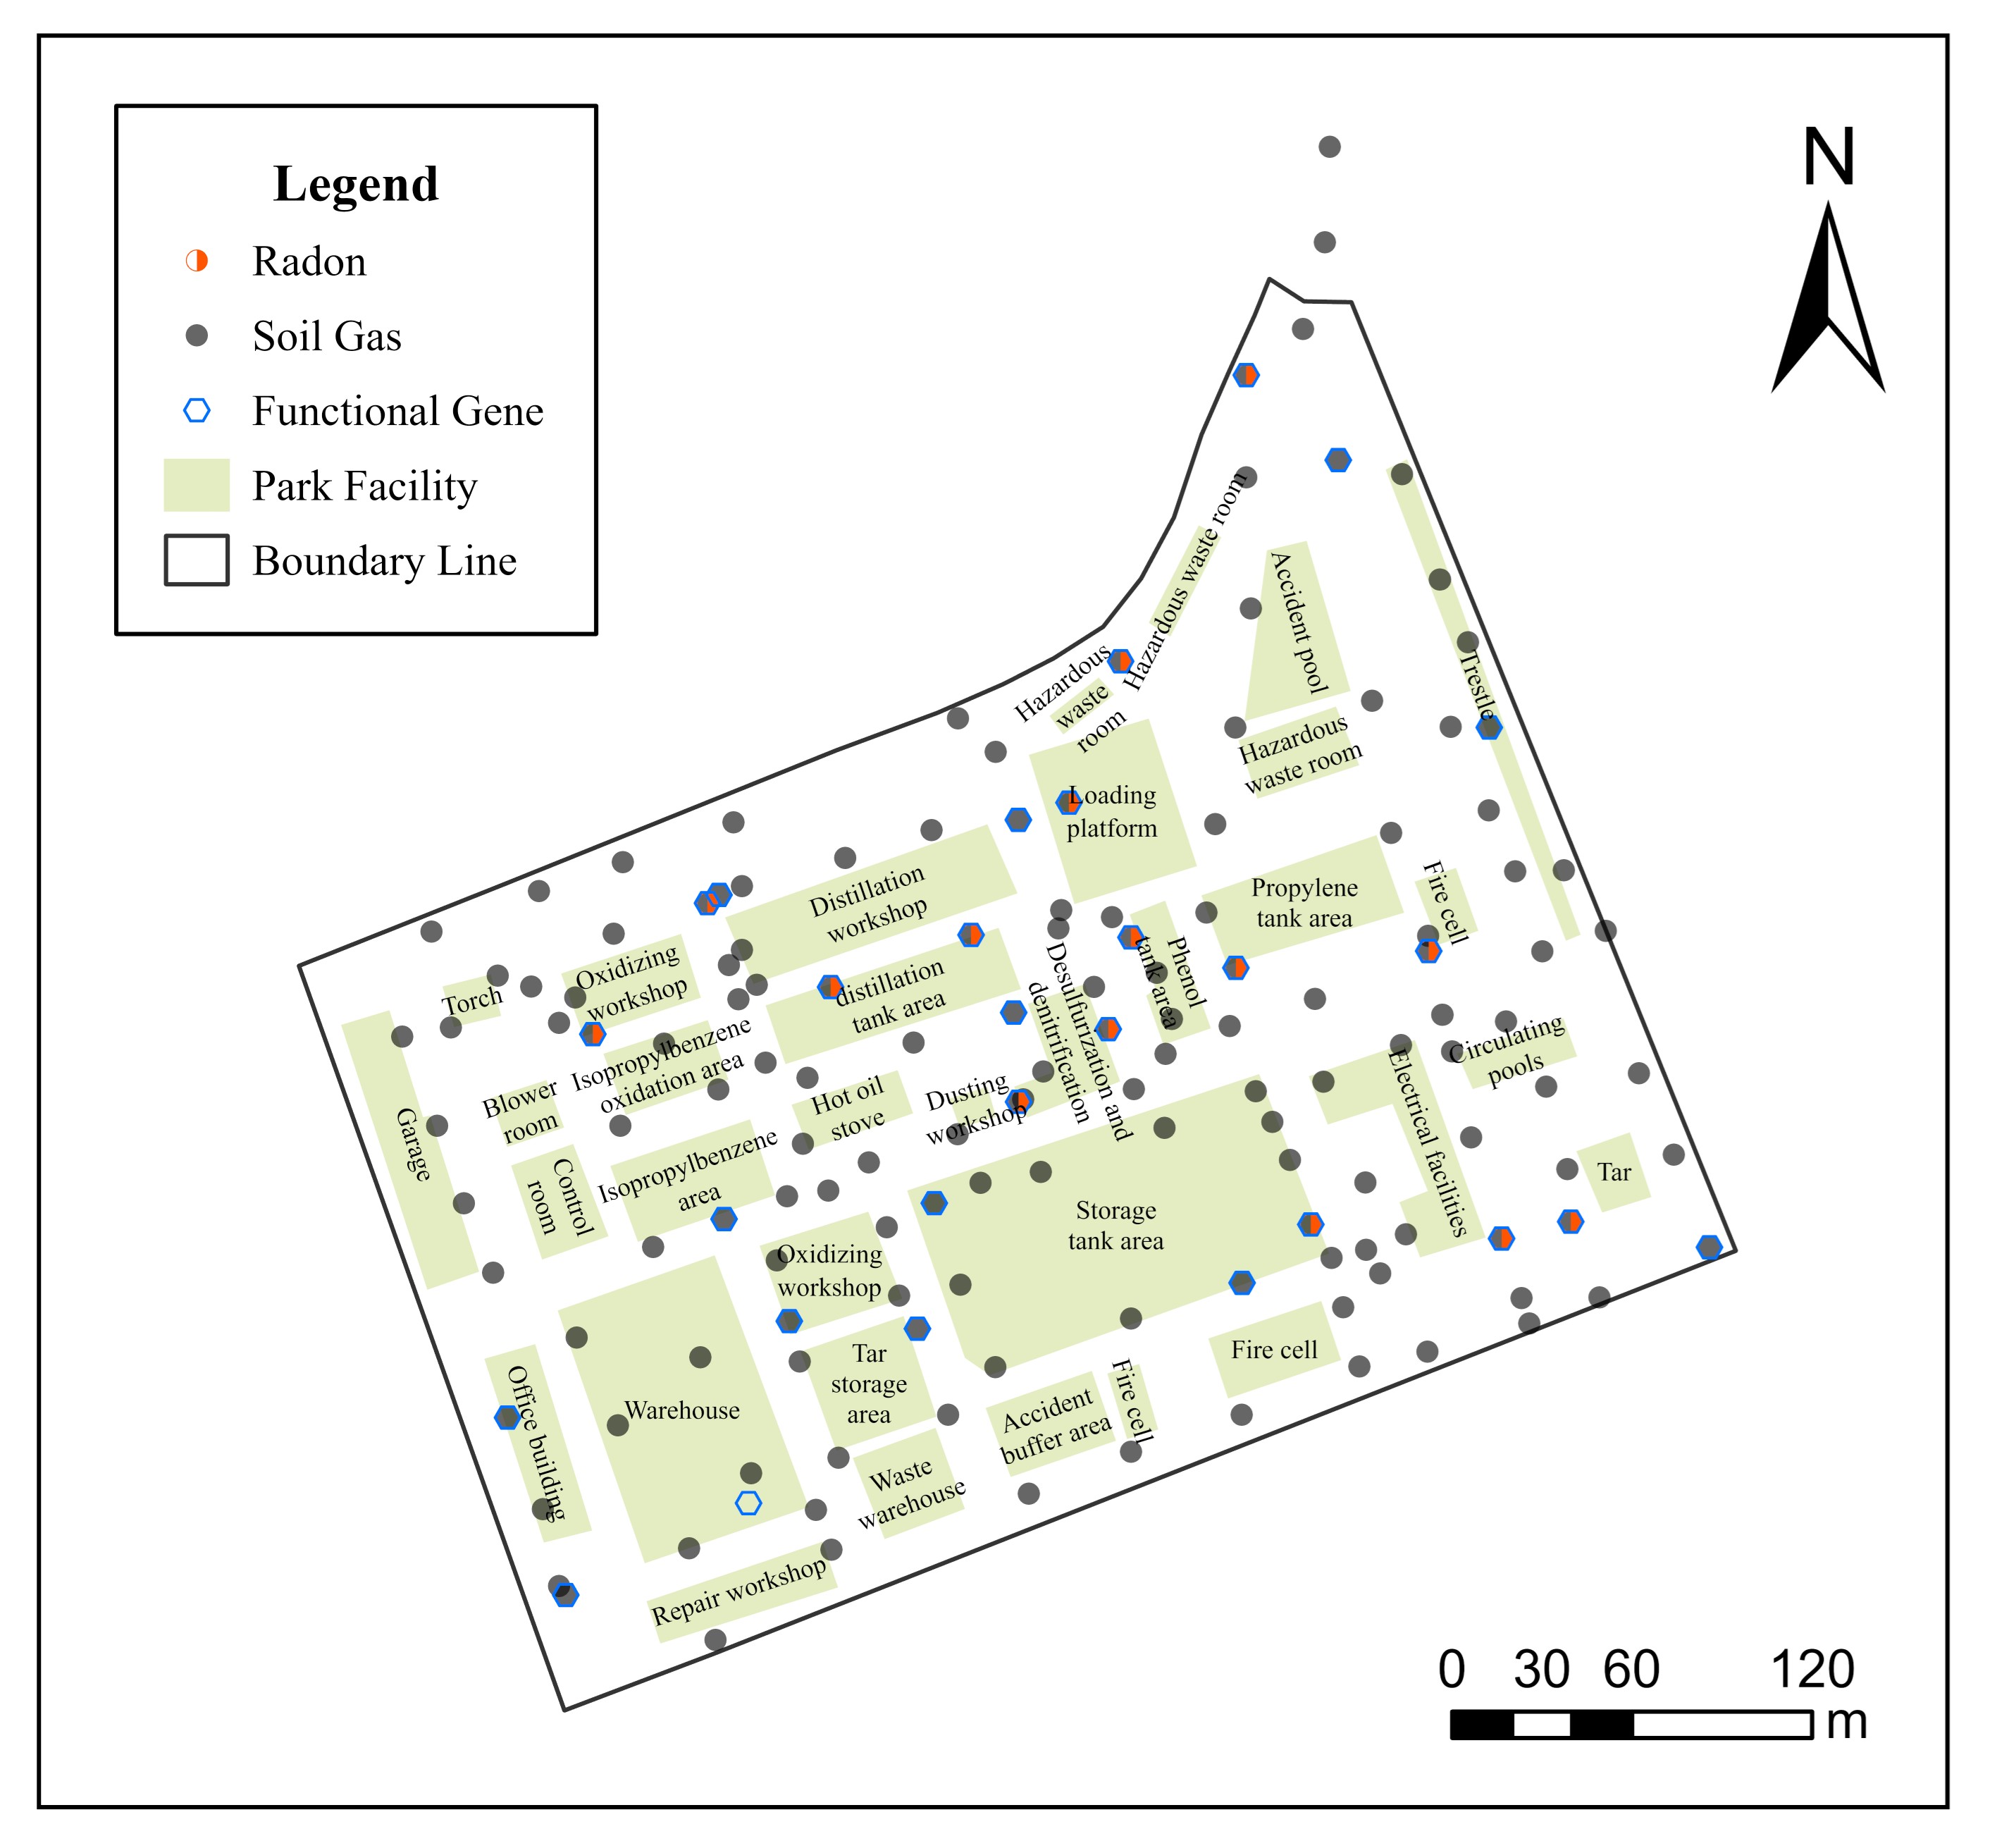 Legend
Radon
Soil Gas
Functional Gene
Park Facility
Boundary Line
N
Hazardous waste room
Accident pool
Hazardous
waste
room
Trestle
Hazardous
waste room
Loading
platform
Distillation
workshop
Propylene
tank area
Fire cell
Oxidizing
workshop
distillation
tank area
Phenol
tank area
Torch
Desulfurization and
denitrification
Isopropylbenzene
oxidation area
Circulating
pools
Blower
room
Hot oil
stove
Dusting
workshop
Electrical facilities
Garage
Control
room
Isopropylbenzene
area
Tar
Storage
tank area
Oxidizing
workshop
Fire cell
Tar
storage
area
Office building
Warehouse
Accident
buffer area
Fire cell
Waste
warehouse
Repair workshop
0 30 60 120
m